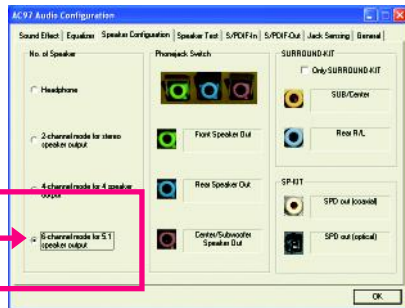 AC97 Audio Configuration
Sound Effect | Equalizer | Speaker Configuration | Speaker Test | S/PDIF-In | S/PDIF-Out | Jack Sensing | General
No. of Speaker
Headphone
2-channel mode for stereo
speaker output
4-channel mode for 4 speaker
output
6-channel mode for 5.1
speaker output
Phonejack Switch
Front Speaker Out
Rear Speaker Out
Center/Subwoofer
Speaker Out
SURROUND-KIT
Only SURROUND-KIT
SUB/Center
Rear R/L
SP-KIT
SPD out (coaxial)
SPD out (optical)
OK